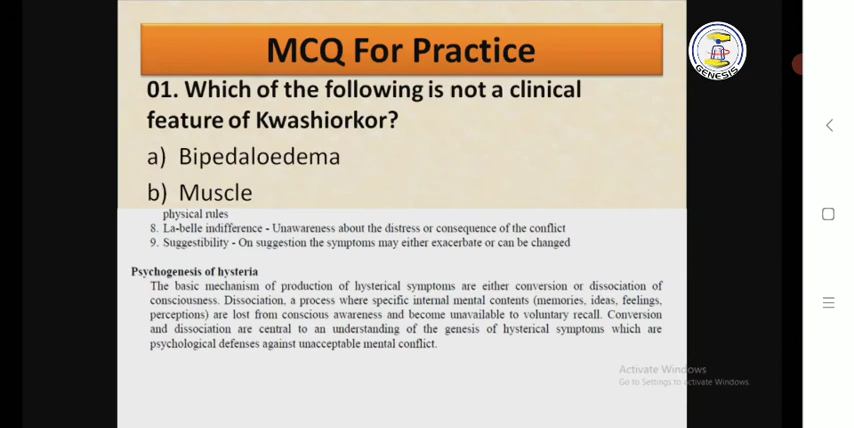 MCQ For Practice
GENESIS
01. Which of the following is not a clinical
feature of Kwashiorkor?
a) Bipedaloedema
b) Muscle
physical rules
8. La-belle indifference - Unawareness about the distress or consequence of the conflict
9. Suggestibility - On suggestion the symptoms may either exacerbate or can be changed
Psychogenesis of hysteria
The basic mechanism of production of hysterical symptoms are either conversion or dissociation of
consciousness. Dissociation, a process where specific internal mental contents (memories, ideas, feelings,
perceptions) are lost from conscious awareness and become unavailable to voluntary recall. Conversion
and dissociation are central to an understanding of the genesis of hysterical symptoms which are
psychological defenses against unacceptable mental conflict.
Activate Windows
Go to Settings to activate Windows.